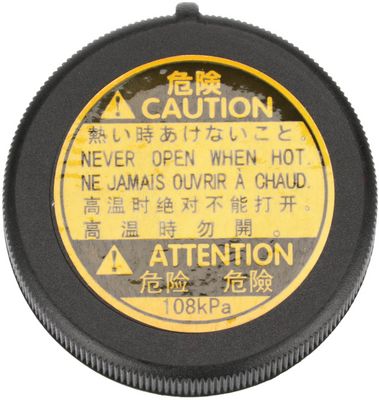 危険
CAUTION
熱い時あけないこと。
NEVER OPEN WHEN HOT.
NE JAMAIS OUVRIR À CHAUD.
高温时绝对不能打开。
高温時勿開。
ATTENTION
危险 危險
108kPa